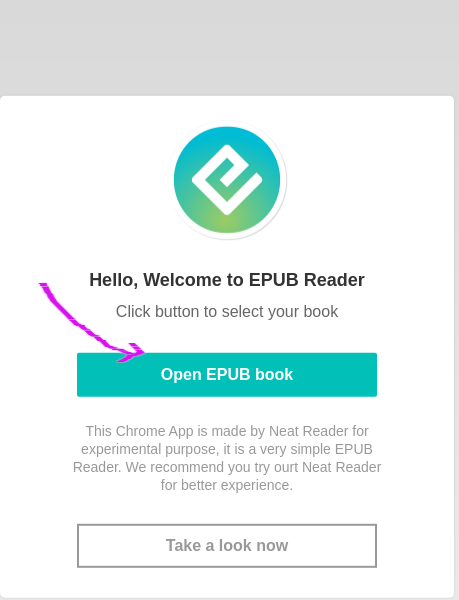 Hello, Welcome to EPUB Reader
Click button to select your book
Open EPUB book
This Chrome App is made by Neat Reader for
experimental purpose, it is a very simple EPUB
Reader. We recommend you try ourt Neat Reader
for better experience.
Take a look now